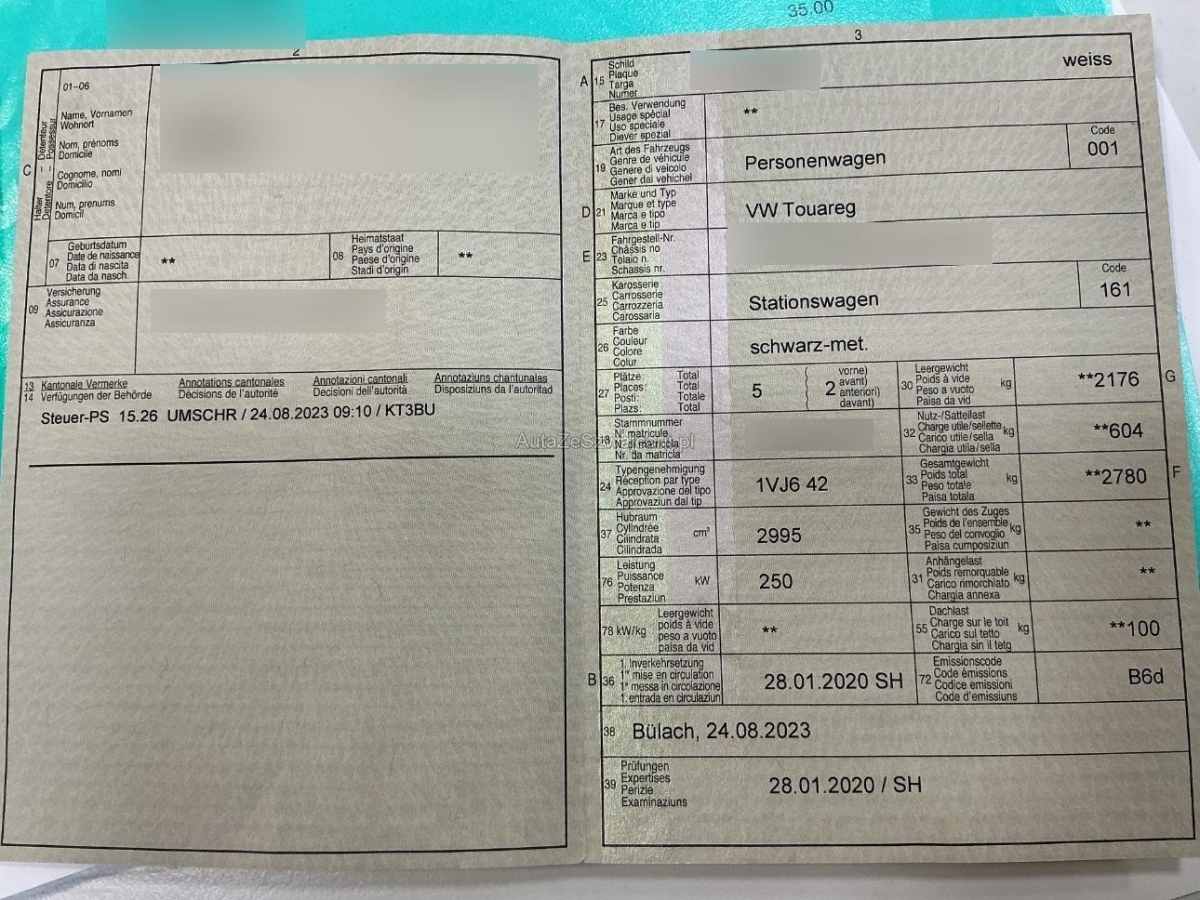 35.00
2
01-06
Name, Vornamen
Wohnort
Nom, prénoms
Domicile
Cognome, nomi
Domicilio
Num, prenums
Domicil
C
Halter Détenteur
Detentore Possessur
07 Geburtsdatum
Date de naissance
Data di nascita
Data da nasch.
**
08 Heimatstaat
Pays d'origine
Paese d'origine
Stadi d'origin
**
09 Versicherung
Assurance
Assicurazione
Assicuranza
13 Kantonale Vermerke Annotations cantonales Annotazioni cantonali Annotaziuns chantunalas
14 Verfügungen der Behörde Décisions de l'autorité Decisioni dell'autorità Disposiziuns da l'autoritad
Steuer-PS 15.26 UMSCHR / 24.08.2023 09:10 / KT3BU
3
A 15 Schild
Plaque
Targa
Numer
weiss
17 Bes. Verwendung
Usage spécial
Uso speciale
Diever spezial
**
19 Art des Fahrzeugs
Genre de véhicule
Genere di veicolo
Gener dal vehichel
Personenwagen
Code
001
D 21 Marke und Typ
Marque et type
Marca e tipo
Marca e tip
VW Touareg
E 23 Fahrgestell-Nr.
Châssis no
Telaio n.
Schassis nr.
25 Karosserie
Carrosserie
Carrozzeria
Carossaria
Stationswagen
Code
161
26 Farbe
Couleur
Colore
Colur
schwarz-met.
27 Plätze: Total
Places: Total
Posti: Totale
Plazs: Total
5
2
vorne)
avant)
anteriori)
davant)
30 Leergewicht
Poids à vide
Peso a vuoto
Paisa da vid
kg
**2176
G
18 Stammnummer
N° matricule
N. di matricola
Nr. da matricla
32 Nutz-/Sattellast
Charge utile/sellette
Carico utile/sella
Chargia utila/sella
kg
**604
24 Typengenehmigung
Réception par type
Approvazione del tipo
Approvaziun dal tip
1VJ6 42
33 Gesamtgewicht
Poids total
Peso totale
Paisa totala
kg
**2780
F
37 Hubraum
Cylindrée
Cilindrata
Cilindrada
cm³
2995
35 Gewicht des Zuges
Poids de l'ensemble
Peso del convoglio
Paisa cumposiziun
kg
**
76 Leistung
Puissance
Potenza
Prestaziun
kW
250
31 Anhängelast
Poids remorquable
Carico rimorchiato
Chargia annexa
kg
**
78 kW/kg
Leergewicht
poids à vide
peso a vuoto
paisa da vid
**
55 Dachlast
Charge sur le toit
Carico sul tetto
Chargia sin il tetg
kg
**100
B 36 1. Inverkehrsetzung
1re mise en circulation
1a messa in circolazione
1. entrada en circulaziun
28.01.2020 SH
72 Emissionscode
Code émissions
Codice emissioni
Code d'emissiuns
B6d
38 Bülach, 24.08.2023
39 Prüfungen
Expertises
Perizie
Examinaziuns
28.01.2020 / SH